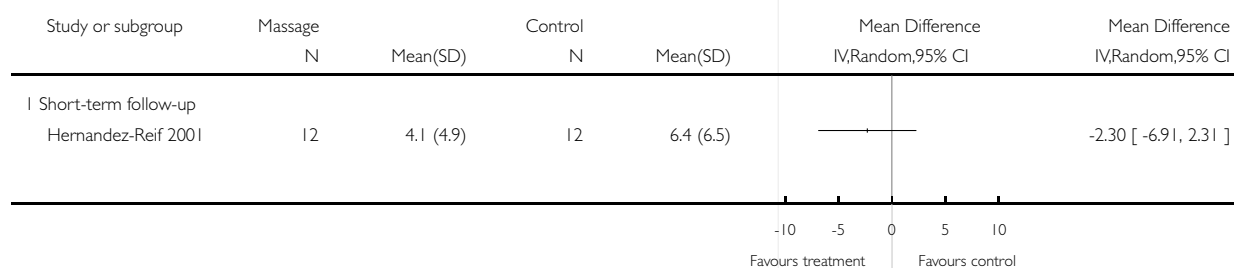 Study or subgroup Massage Control Mean Difference Mean Difference
N Mean(SD) N Mean(SD) IV,Random,95% CI IV,Random,95% CI
1 Short-term follow-up
Hernandez-Reif 2001 12 4.1 (4.9) 12 6.4 (6.5) -2.30 [ -6.91, 2.31 ]
-10 -5 0 5 10
Favours treatment Favours control